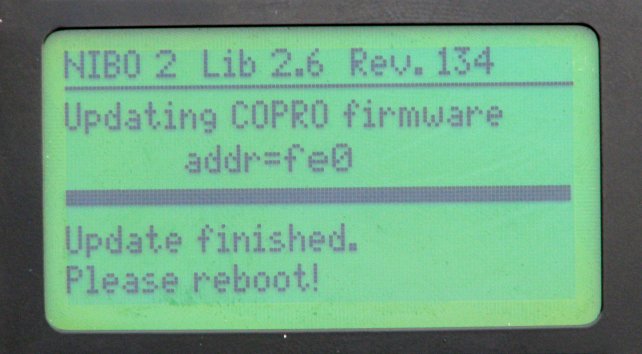 NIBO 2 Lib 2.6 Rev. 134
Updating COPRO firmware
addr=fe0
Update finished.
Please reboot!